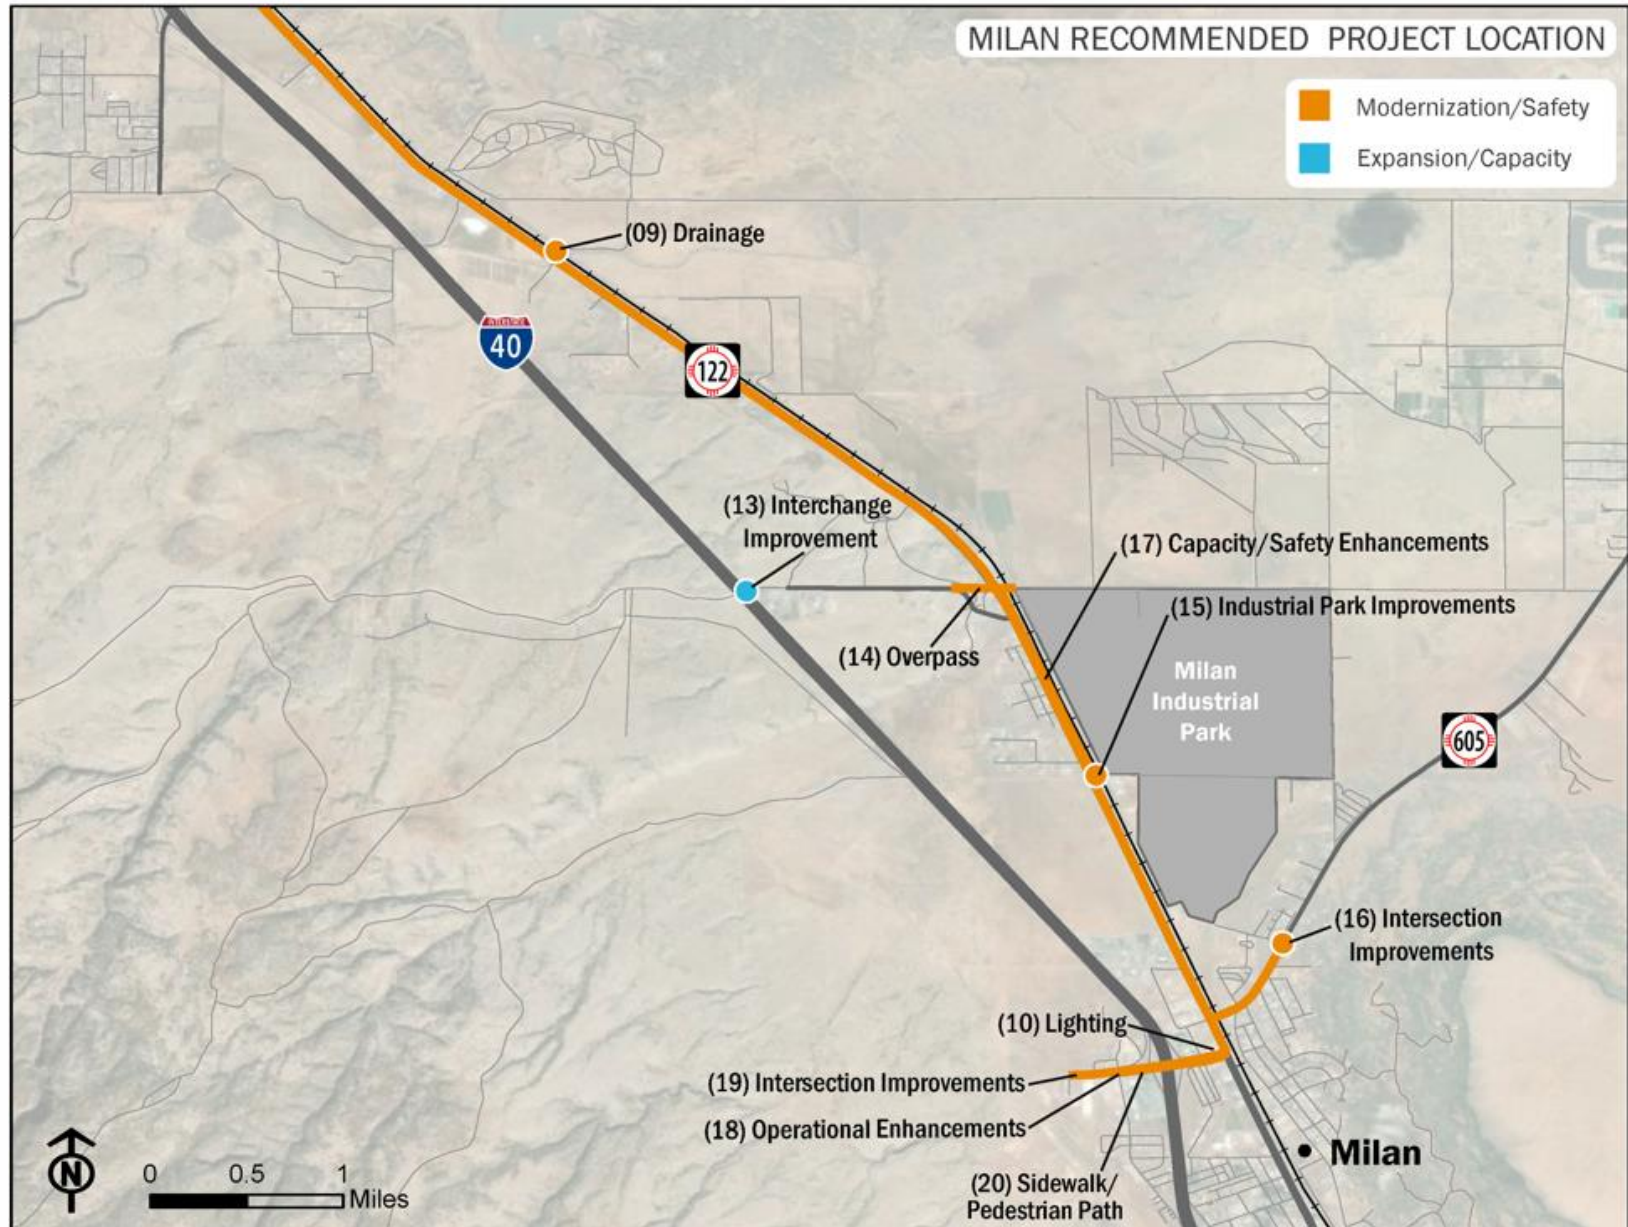 MILAN RECOMMENDED PROJECT LOCATION
Modernization/Safety
Expansion/Capacity
(09) Drainage
INTERSTATE
40
122
(13) Interchange
Improvement
(17) Capacity/Safety Enhancements
(15) Industrial Park Improvements
(14) Overpass
Milan
Industrial
Park
605
(16) Intersection
Improvements
(10) Lighting
(19) Intersection Improvements
(18) Operational Enhancements
(20) Sidewalk/
Pedestrian Path
Milan
N
0 0.5 1
Miles